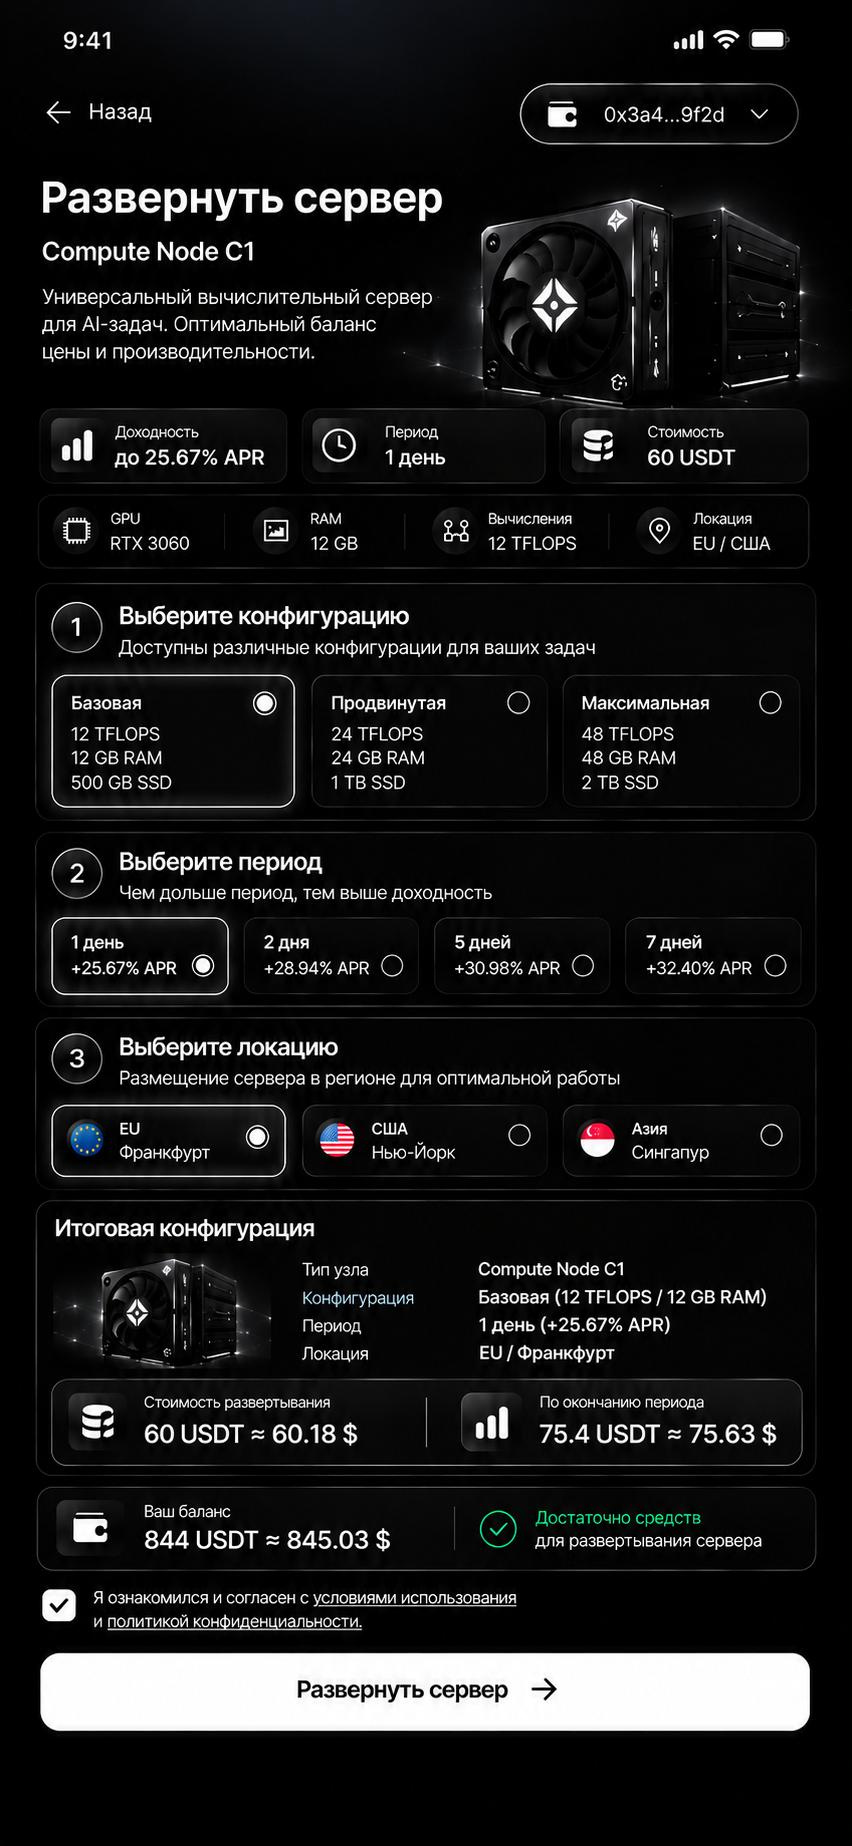 9:41
Назад
0x3a4...9f2d
Развернуть сервер
Compute Node C1
Универсальный вычислительный сервер
для AI-задач. Оптимальный баланс
цены и производительности.
Доходность
до 25.67% APR
Период
1 день
Стоимость
60 USDT
GPU
RTX 3060
RAM
12 GB
Вычисления
12 TFLOPS
Локация
EU / США
1
Выберите конфигурацию
Доступны различные конфигурации для ваших задач
Базовая
12 TFLOPS
12 GB RAM
500 GB SSD
Продвинутая
24 TFLOPS
24 GB RAM
1 TB SSD
Максимальная
48 TFLOPS
48 GB RAM
2 TB SSD
2
Выберите период
Чем дольше период, тем выше доходность
1 день
+25.67% APR
2 дня
+28.94% APR
5 дней
+30.98% APR
7 дней
+32.40% APR
3
Выберите локацию
Размещение сервера в регионе для оптимальной работы
EU
Франкфурт
США
Нью-Йорк
Азия
Сингапур
Итоговая конфигурация
Тип узла
Compute Node C1
Конфигурация
Базовая (12 TFLOPS / 12 GB RAM)
Период
1 день (+25.67% APR)
Локация
EU / Франкфурт
Стоимость развертывания
60 USDT ≈ 60.18 $
По окончанию периода
75.4 USDT ≈ 75.63 $
Ваш баланс
844 USDT ≈ 845.03 $
Достаточно средств
для развертывания сервера
Я ознакомился и согласен с условиями использования
и политикой конфиденциальности.
Развернуть сервер